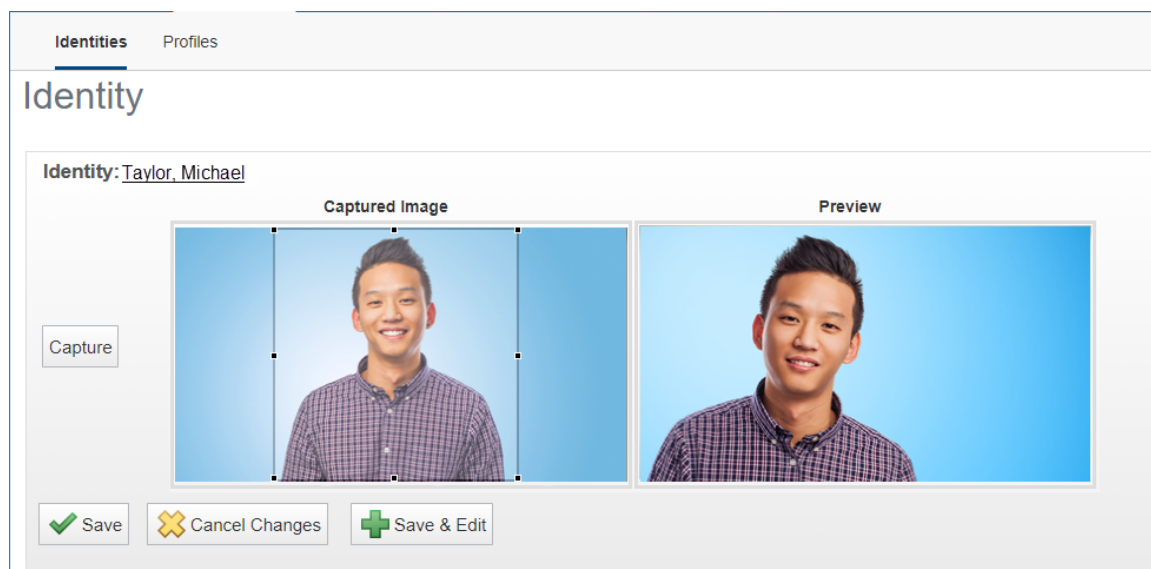 Identities Profiles
Identity
Identity: Taylor, Michael
Captured Image Preview
Capture
Save Cancel Changes Save & Edit